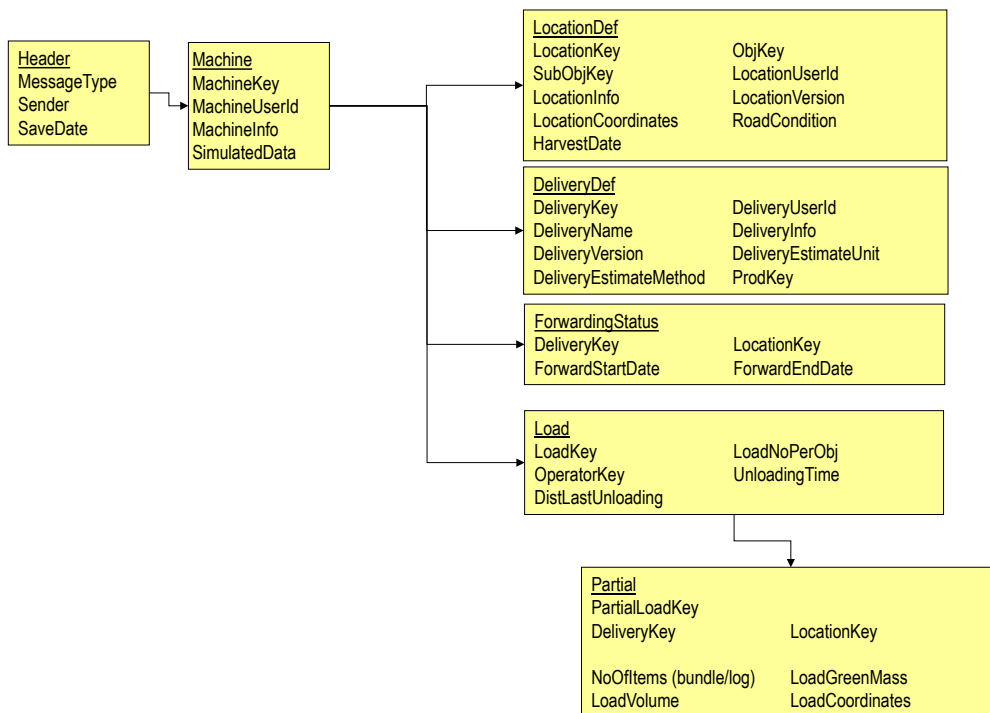 Header
MessageType
Sender
SaveDate
Machine
MachineKey
MachineUserId
MachineInfo
SimulatedData
LocationDef
LocationKey ObjKey
SubObjKey LocationUserId
LocationInfo LocationVersion
LocationCoordinates RoadCondition
HarvestDate
DeliveryDef
DeliveryKey DeliveryUserId
DeliveryName DeliveryInfo
DeliveryVersion DeliveryEstimateUnit
DeliveryEstimateMethod ProdKey
ForwardingStatus
DeliveryKey LocationKey
ForwardStartDate ForwardEndDate
Load
LoadKey LoadNoPerObj
OperatorKey UnloadingTime
DistLastUnloading
Partial
PartialLoadKey
DeliveryKey LocationKey
NoOfItems (bundle/log) LoadGreenMass
LoadVolume LoadCoordinates